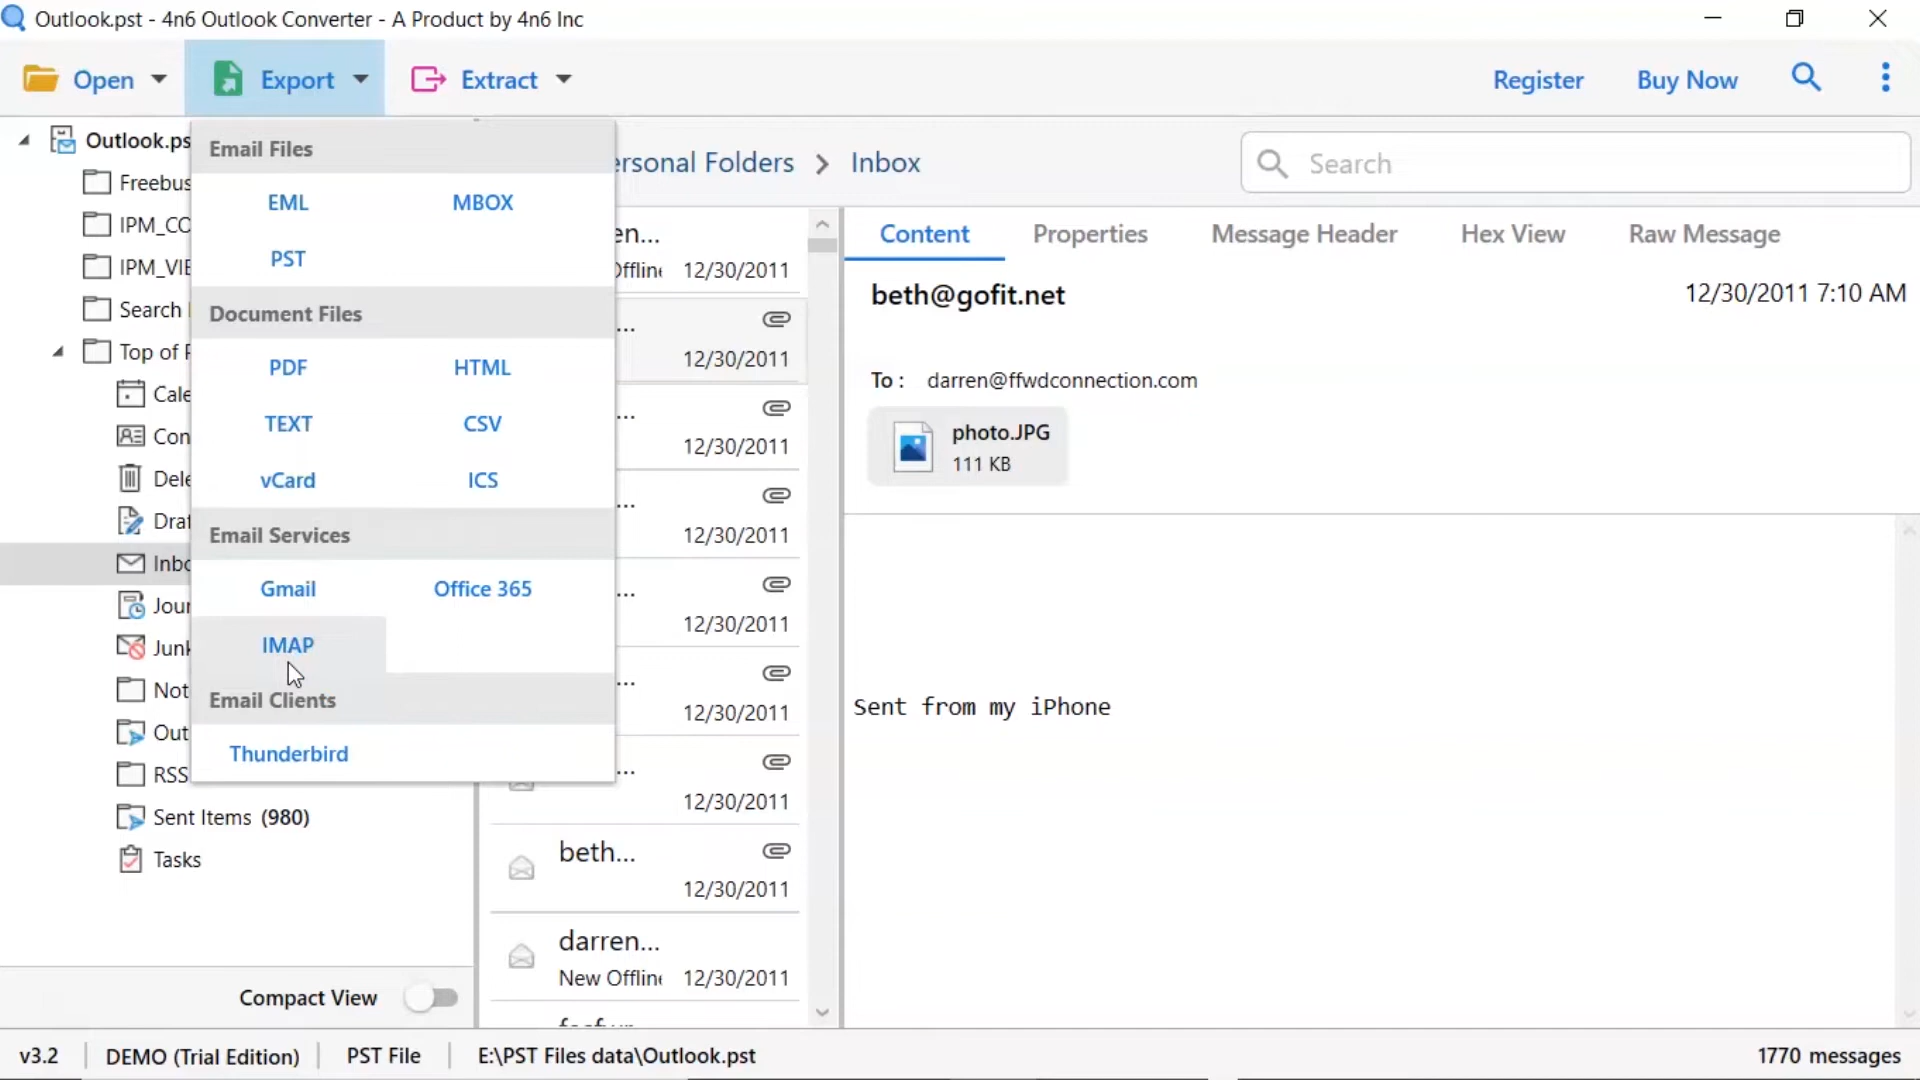 Outlook.pst - 4n6 Outlook Converter - A Product by 4n6 Inc
Open
Export
Extract
Register
Buy Now
Outlook.ps
Freebus
IPM_CO
IPM_VIE
Search
Top of
Cale
Con
Dele
Draf
Inbo
Jour
Junk
Not
Out
RSS
Sent Items (980)
Tasks
Compact View
Email Files
EML MBOX
PST
Document Files
PDF HTML
TEXT CSV
vCard ICS
Email Services
Gmail Office 365
IMAP
Email Clients
Thunderbird
ersonal Folders > Inbox
Search
en...
Offline 12/30/2011
...
12/30/2011
...
12/30/2011
...
12/30/2011
...
12/30/2011
...
12/30/2011
...
12/30/2011
beth...
12/30/2011
darren...
New Offline 12/30/2011
Content Properties Message Header Hex View Raw Message
beth@gofit.net 12/30/2011 7:10 AM
To : darren@ffwdconnection.com
photo.JPG
111 KB
Sent from my iPhone
v3.2 DEMO (Trial Edition) PST File E:\PST Files data\Outlook.pst 1770 messages